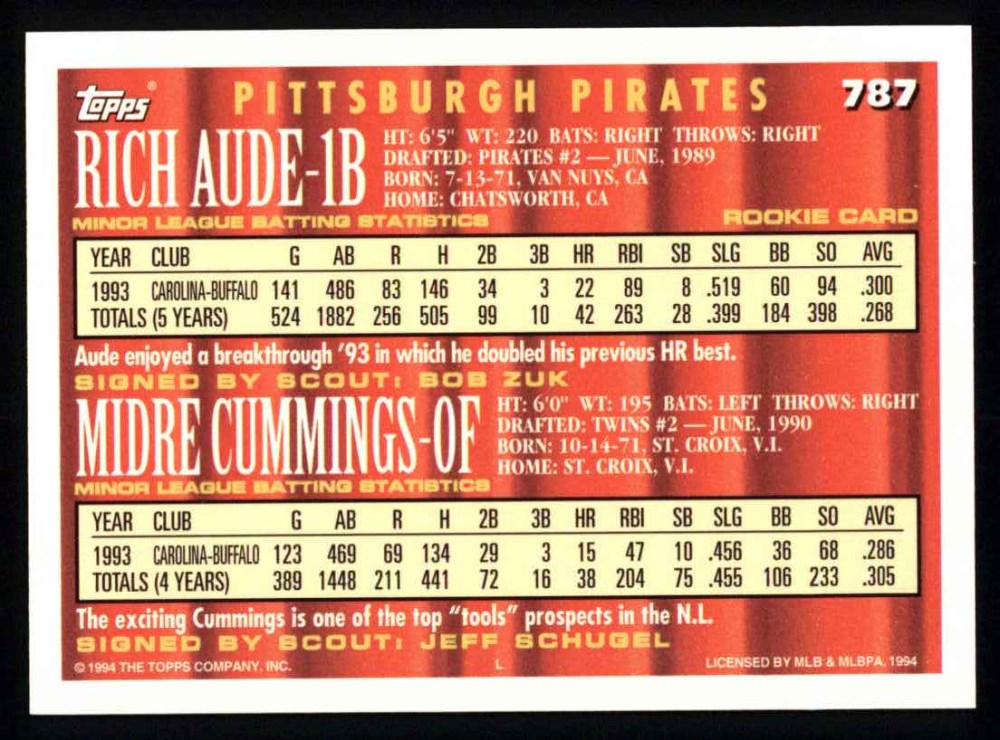 topps® PITTSBURGH PIRATES 787
RICH AUDE-1B
HT: 6'5" WT: 220 BATS: RIGHT THROWS: RIGHT
DRAFTED: PIRATES #2 — JUNE, 1989
BORN: 7-13-71, VAN NUYS, CA
HOME: CHATSWORTH, CA
MINOR LEAGUE BATTING STATISTICS ROOKIE CARD
YEAR CLUB G AB R H 2B 3B HR RBI SB SLG BB SO AVG
1993 CAROLINA-BUFFALO 141 486 83 146 34 3 22 89 8 .519 60 94 .300
TOTALS (5 YEARS) 524 1882 256 505 99 10 42 263 28 .399 184 398 .268
Aude enjoyed a breakthrough '93 in which he doubled his previous HR best.
SIGNED BY SCOUT: BOB ZUK
MIDRE CUMMINGS-OF
HT: 6'0" WT: 195 BATS: LEFT THROWS: RIGHT
DRAFTED: TWINS #2 — JUNE, 1990
BORN: 10-14-71, ST. CROIX, V.I.
HOME: ST. CROIX, V.I.
MINOR LEAGUE BATTING STATISTICS
YEAR CLUB G AB R H 2B 3B HR RBI SB SLG BB SO AVG
1993 CAROLINA-BUFFALO 123 469 69 134 29 3 15 47 10 .456 36 68 .286
TOTALS (4 YEARS) 389 1448 211 441 72 16 38 204 75 .455 106 233 .305
The exciting Cummings is one of the top "tools" prospects in the N.L.
SIGNED BY SCOUT: JEFF SCHUGEL
© 1994 THE TOPPS COMPANY, INC. L LICENSED BY MLB & MLBPA, 1994